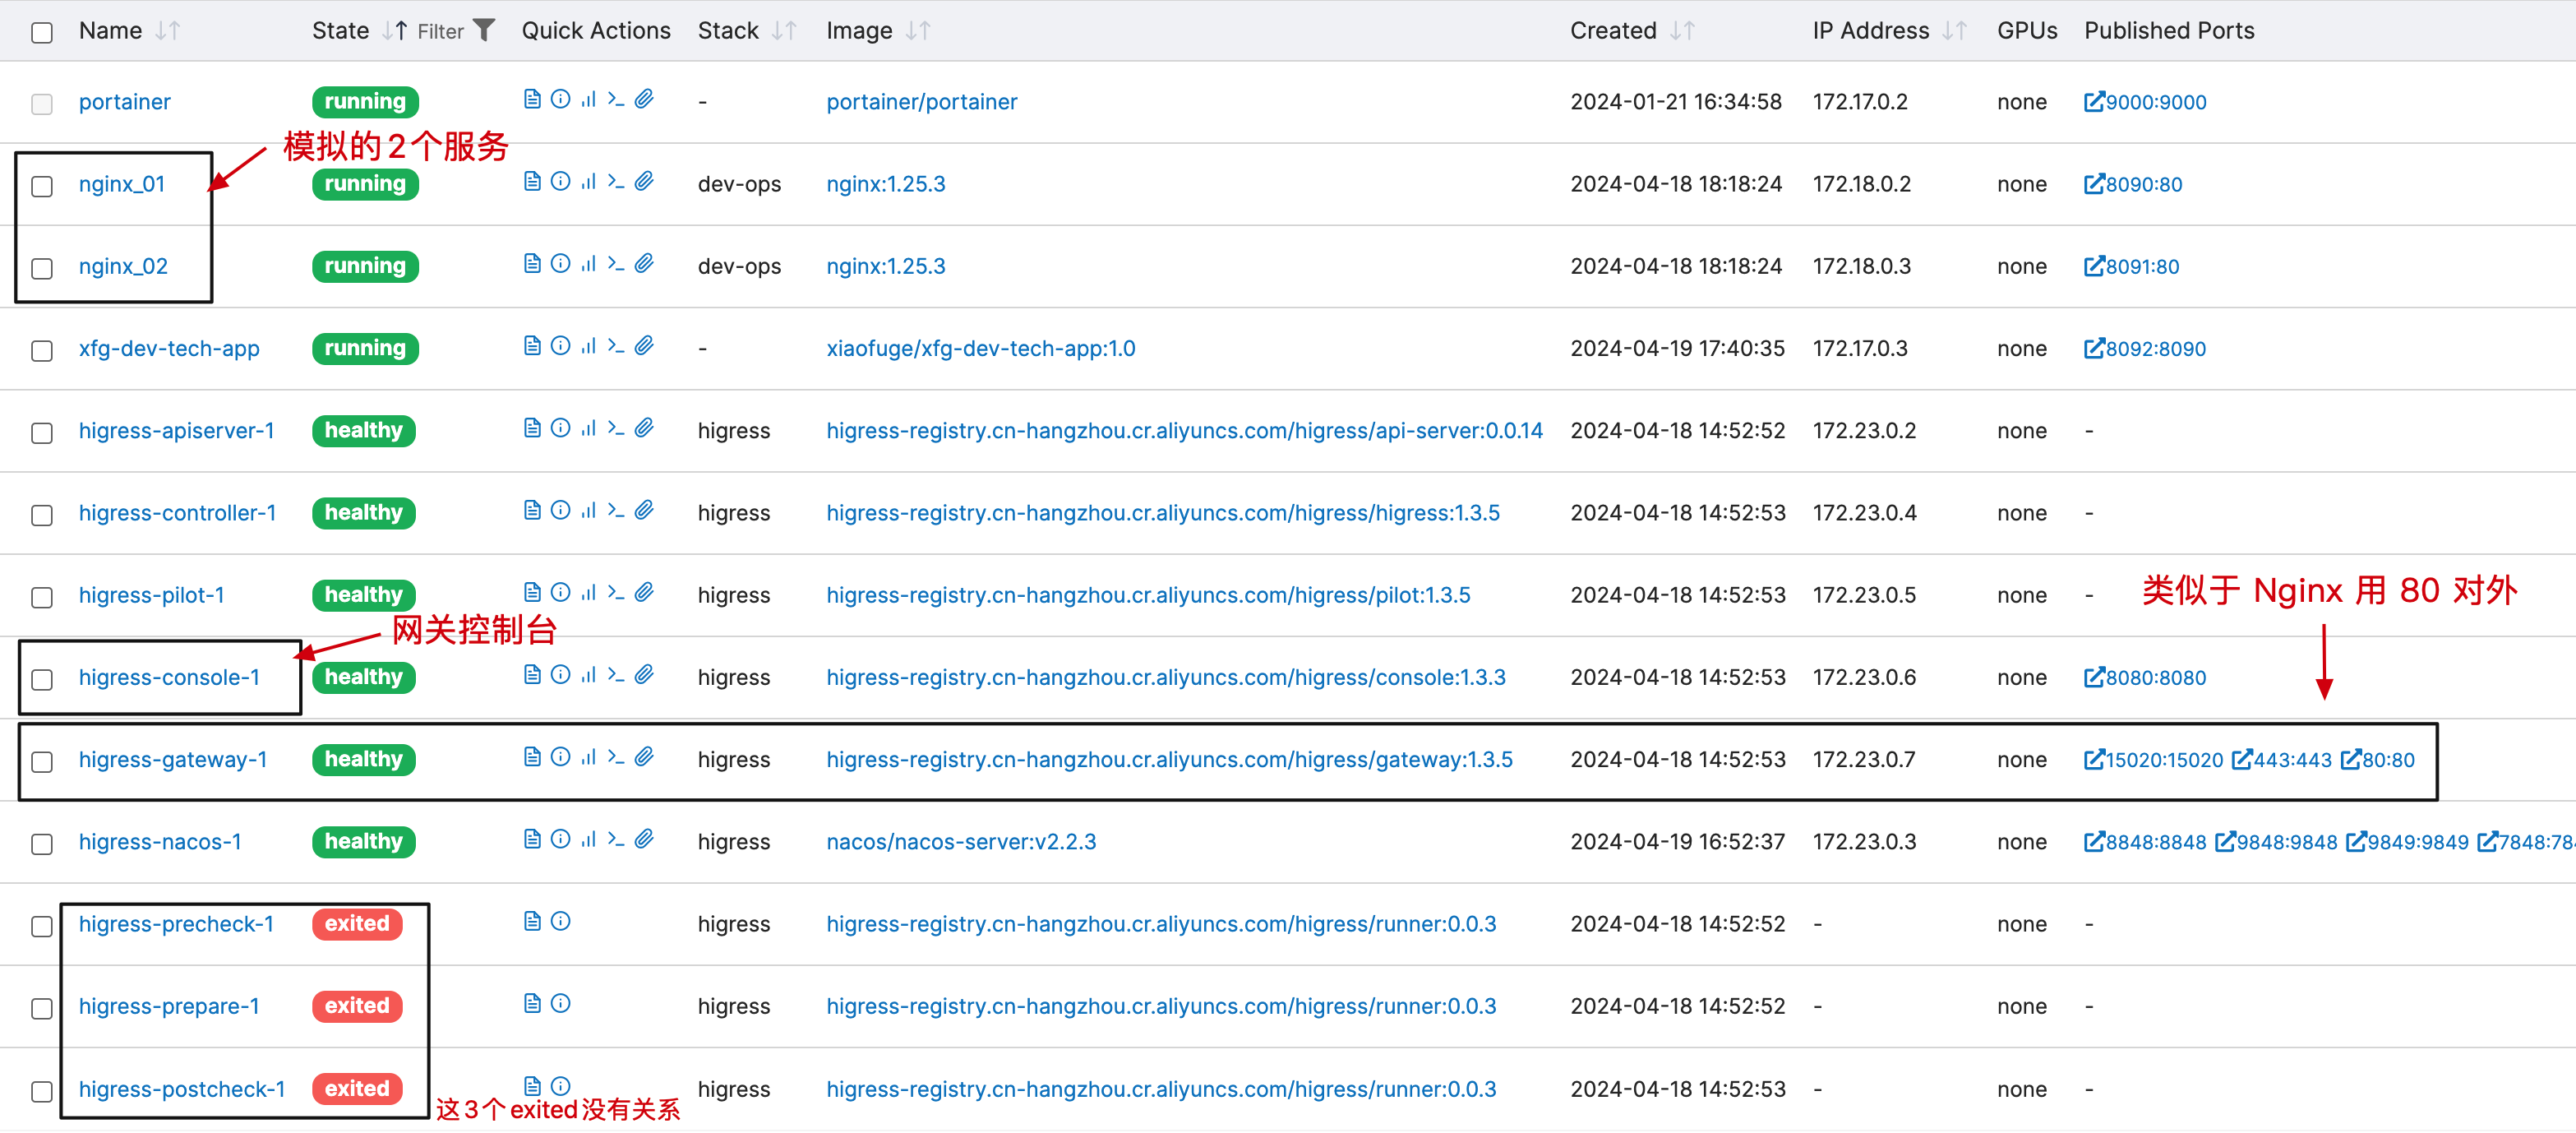 Name State Filter Quick Actions Stack Image Created IP Address GPUs Published Ports
portainer running - portainer/portainer 2024-01-21 16:34:58 172.17.0.2 none 9000:9000
模拟的2个服务
nginx_01 running dev-ops nginx:1.25.3 2024-04-18 18:18:24 172.18.0.2 none 8090:80
nginx_02 running dev-ops nginx:1.25.3 2024-04-18 18:18:24 172.18.0.3 none 8091:80
xfg-dev-tech-app running - xiaofuge/xfg-dev-tech-app:1.0 2024-04-19 17:40:35 172.17.0.3 none 8092:8090
higress-apiserver-1 healthy higress higress-registry.cn-hangzhou.cr.aliyuncs.com/higress/api-server:0.0.14 2024-04-18 14:52:52 172.23.0.2 none -
higress-controller-1 healthy higress higress-registry.cn-hangzhou.cr.aliyuncs.com/higress/higress:1.3.5 2024-04-18 14:52:53 172.23.0.4 none -
higress-pilot-1 healthy higress higress-registry.cn-hangzhou.cr.aliyuncs.com/higress/pilot:1.3.5 2024-04-18 14:52:53 172.23.0.5 none -
类似于 Nginx 用 80 对外
网关控制台
higress-console-1 healthy higress higress-registry.cn-hangzhou.cr.aliyuncs.com/higress/console:1.3.3 2024-04-18 14:52:53 172.23.0.6 none 8080:8080
higress-gateway-1 healthy higress higress-registry.cn-hangzhou.cr.aliyuncs.com/higress/gateway:1.3.5 2024-04-18 14:52:53 172.23.0.7 none 15020:15020 443:443 80:80
higress-nacos-1 healthy higress nacos/nacos-server:v2.2.3 2024-04-19 16:52:37 172.23.0.3 none 8848:8848 9848:9848 9849:9849
higress-precheck-1 exited higress higress-registry.cn-hangzhou.cr.aliyuncs.com/higress/runner:0.0.3 2024-04-18 14:52:52 - none -
higress-prepare-1 exited higress higress-registry.cn-hangzhou.cr.aliyuncs.com/higress/runner:0.0.3 2024-04-18 14:52:52 - none -
higress-postcheck-1 exited higress higress-registry.cn-hangzhou.cr.aliyuncs.com/higress/runner:0.0.3 2024-04-18 14:52:53 - none -
这3个exited没有关系